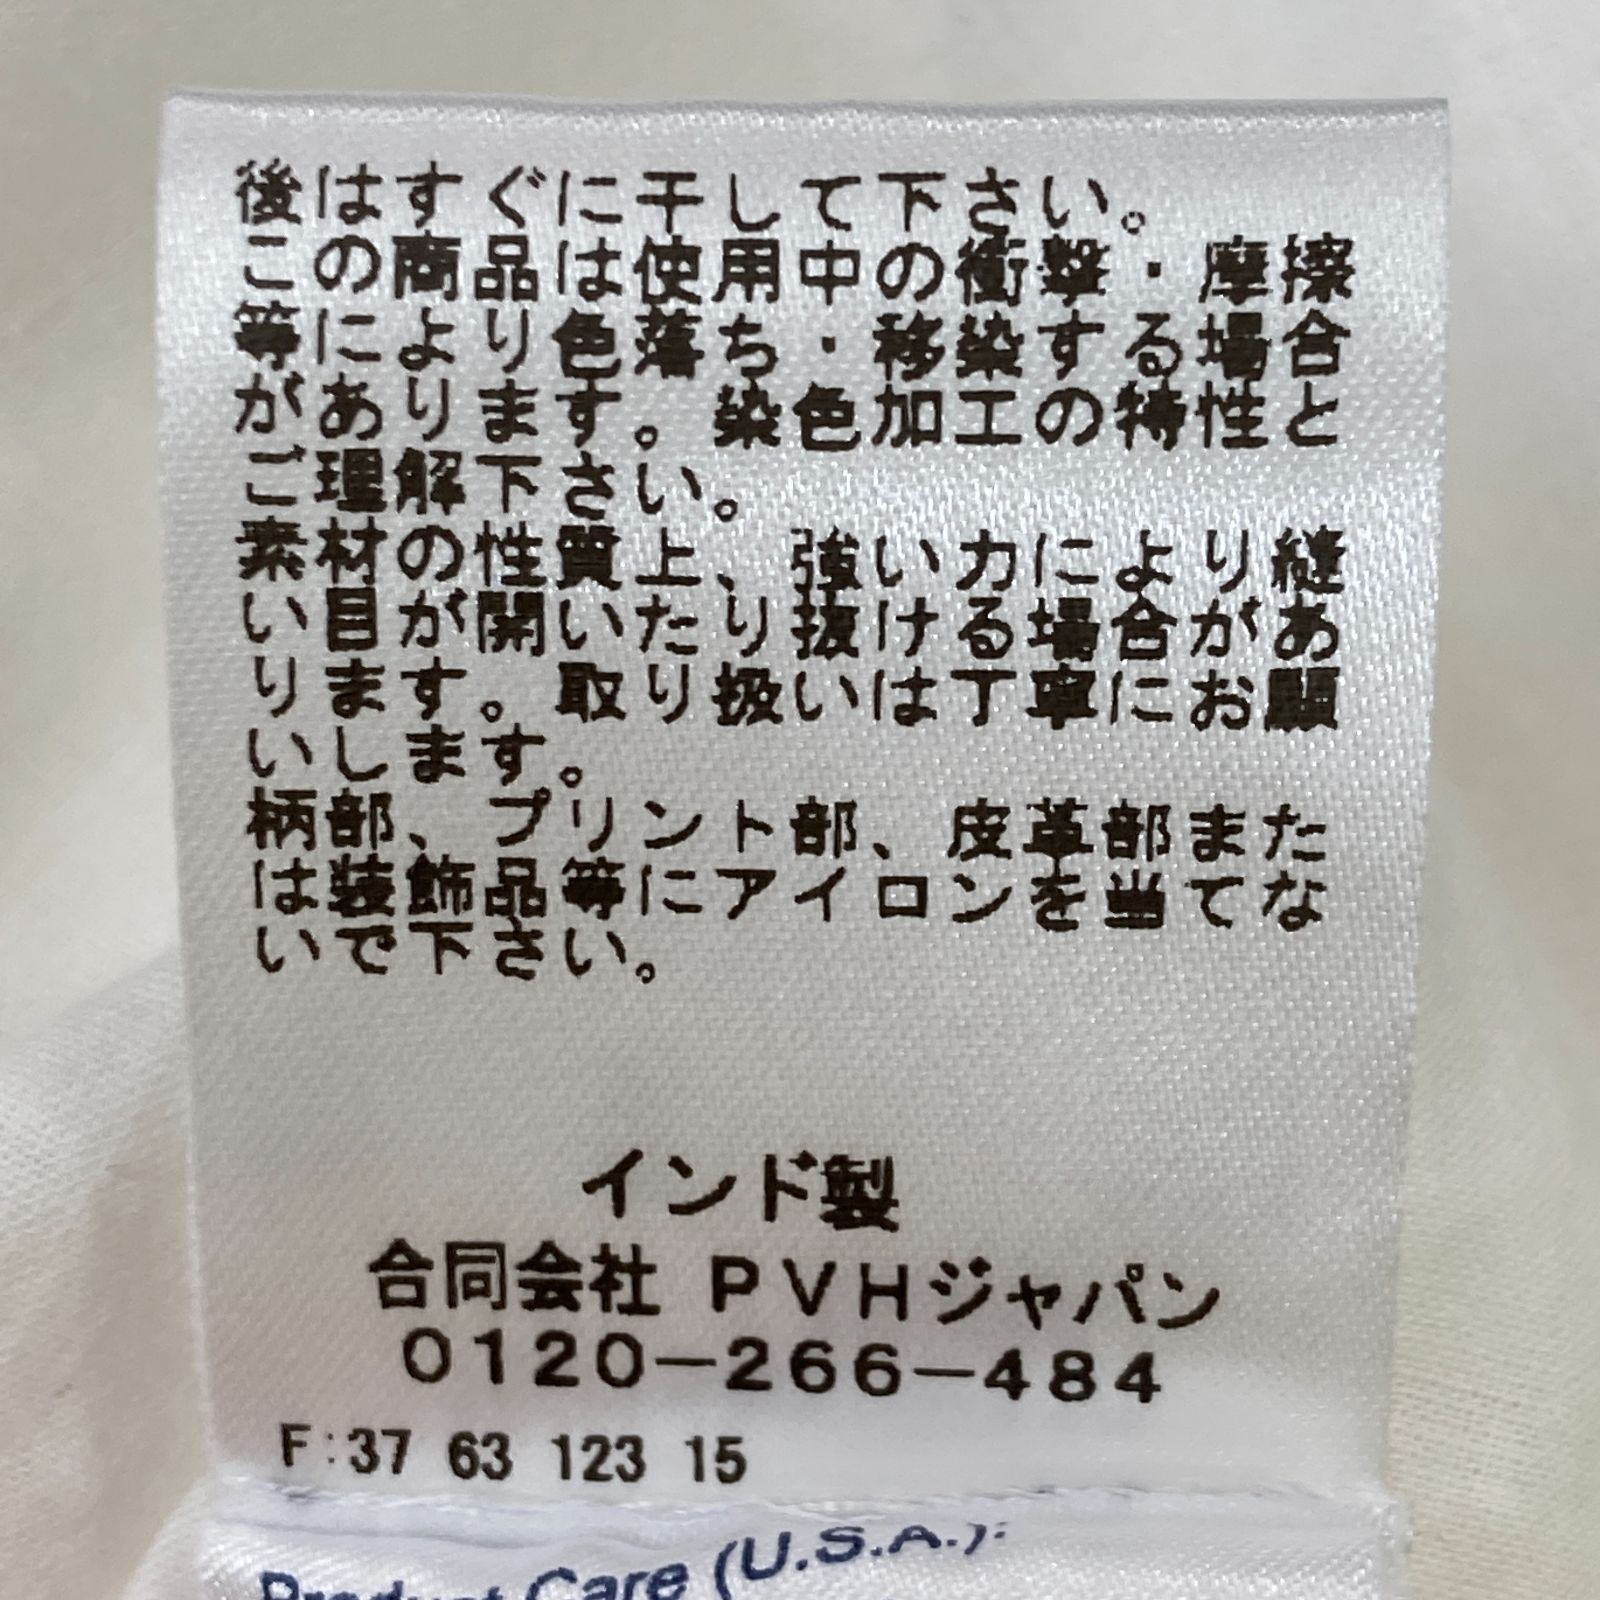 後はすぐに干して下さい。
この商品は使用中の衝撃・摩擦
等により色落ち・移染する場合
があります。染色加工の特性と
ご理解下さい。
素材の性質上、強い力により縫
い目が開いたり抜ける場合があ
ります。取り扱いは丁寧にお願
いします。
柄部、プリント部、皮革部また
は装飾品等にアイロンを当てな
いで下さい。
インド製
合同会社 PVHジャパン
0120-266-484
F:37 63 123 15
Product Care (U.S.A.):